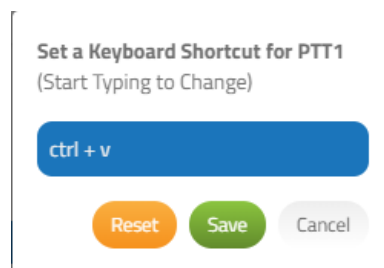 Set a Keyboard Shortcut for PTT1
(Start Typing to Change)
ctrl + v
Reset Save Cancel